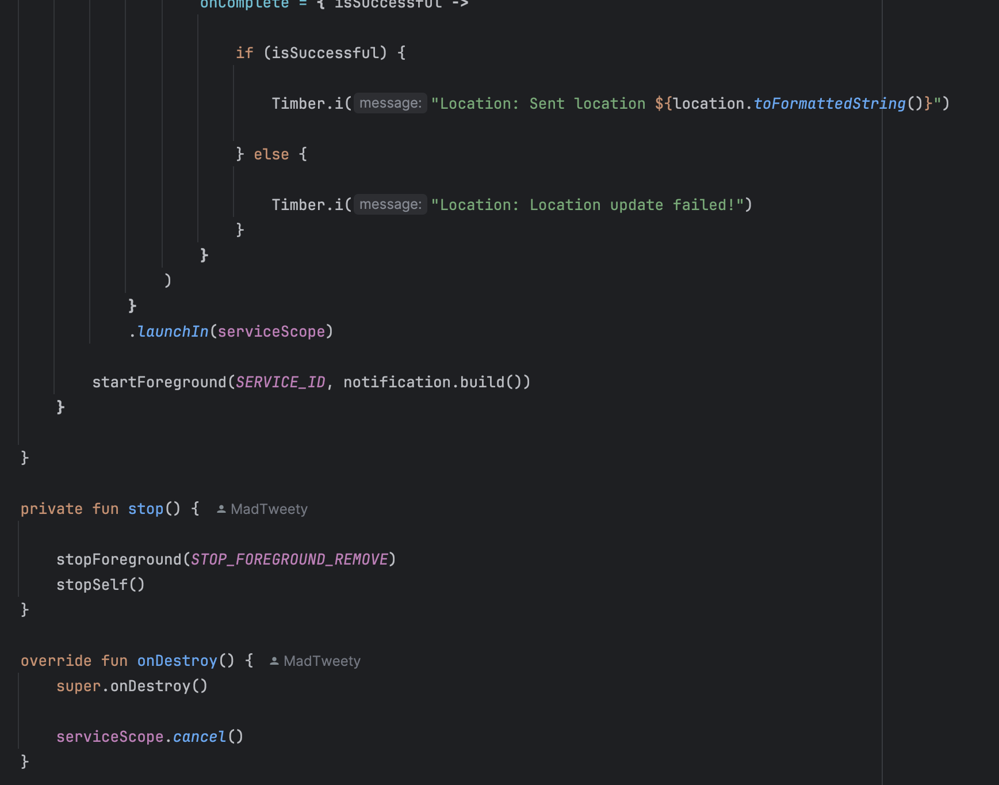 onComplete = { isSuccessful ->
if (isSuccessful) {
Timber.i( message: "Location: Sent location ${location.toFormattedString()}")
} else {
Timber.i( message: "Location: Location update failed!")
}
}
)
}
.launchIn(serviceScope)
startForeground(SERVICE_ID, notification.build())
}
}
private fun stop() { MadTweety
stopForeground(STOP_FOREGROUND_REMOVE)
stopSelf()
}
override fun onDestroy() { MadTweety
super.onDestroy()
serviceScope.cancel()
}